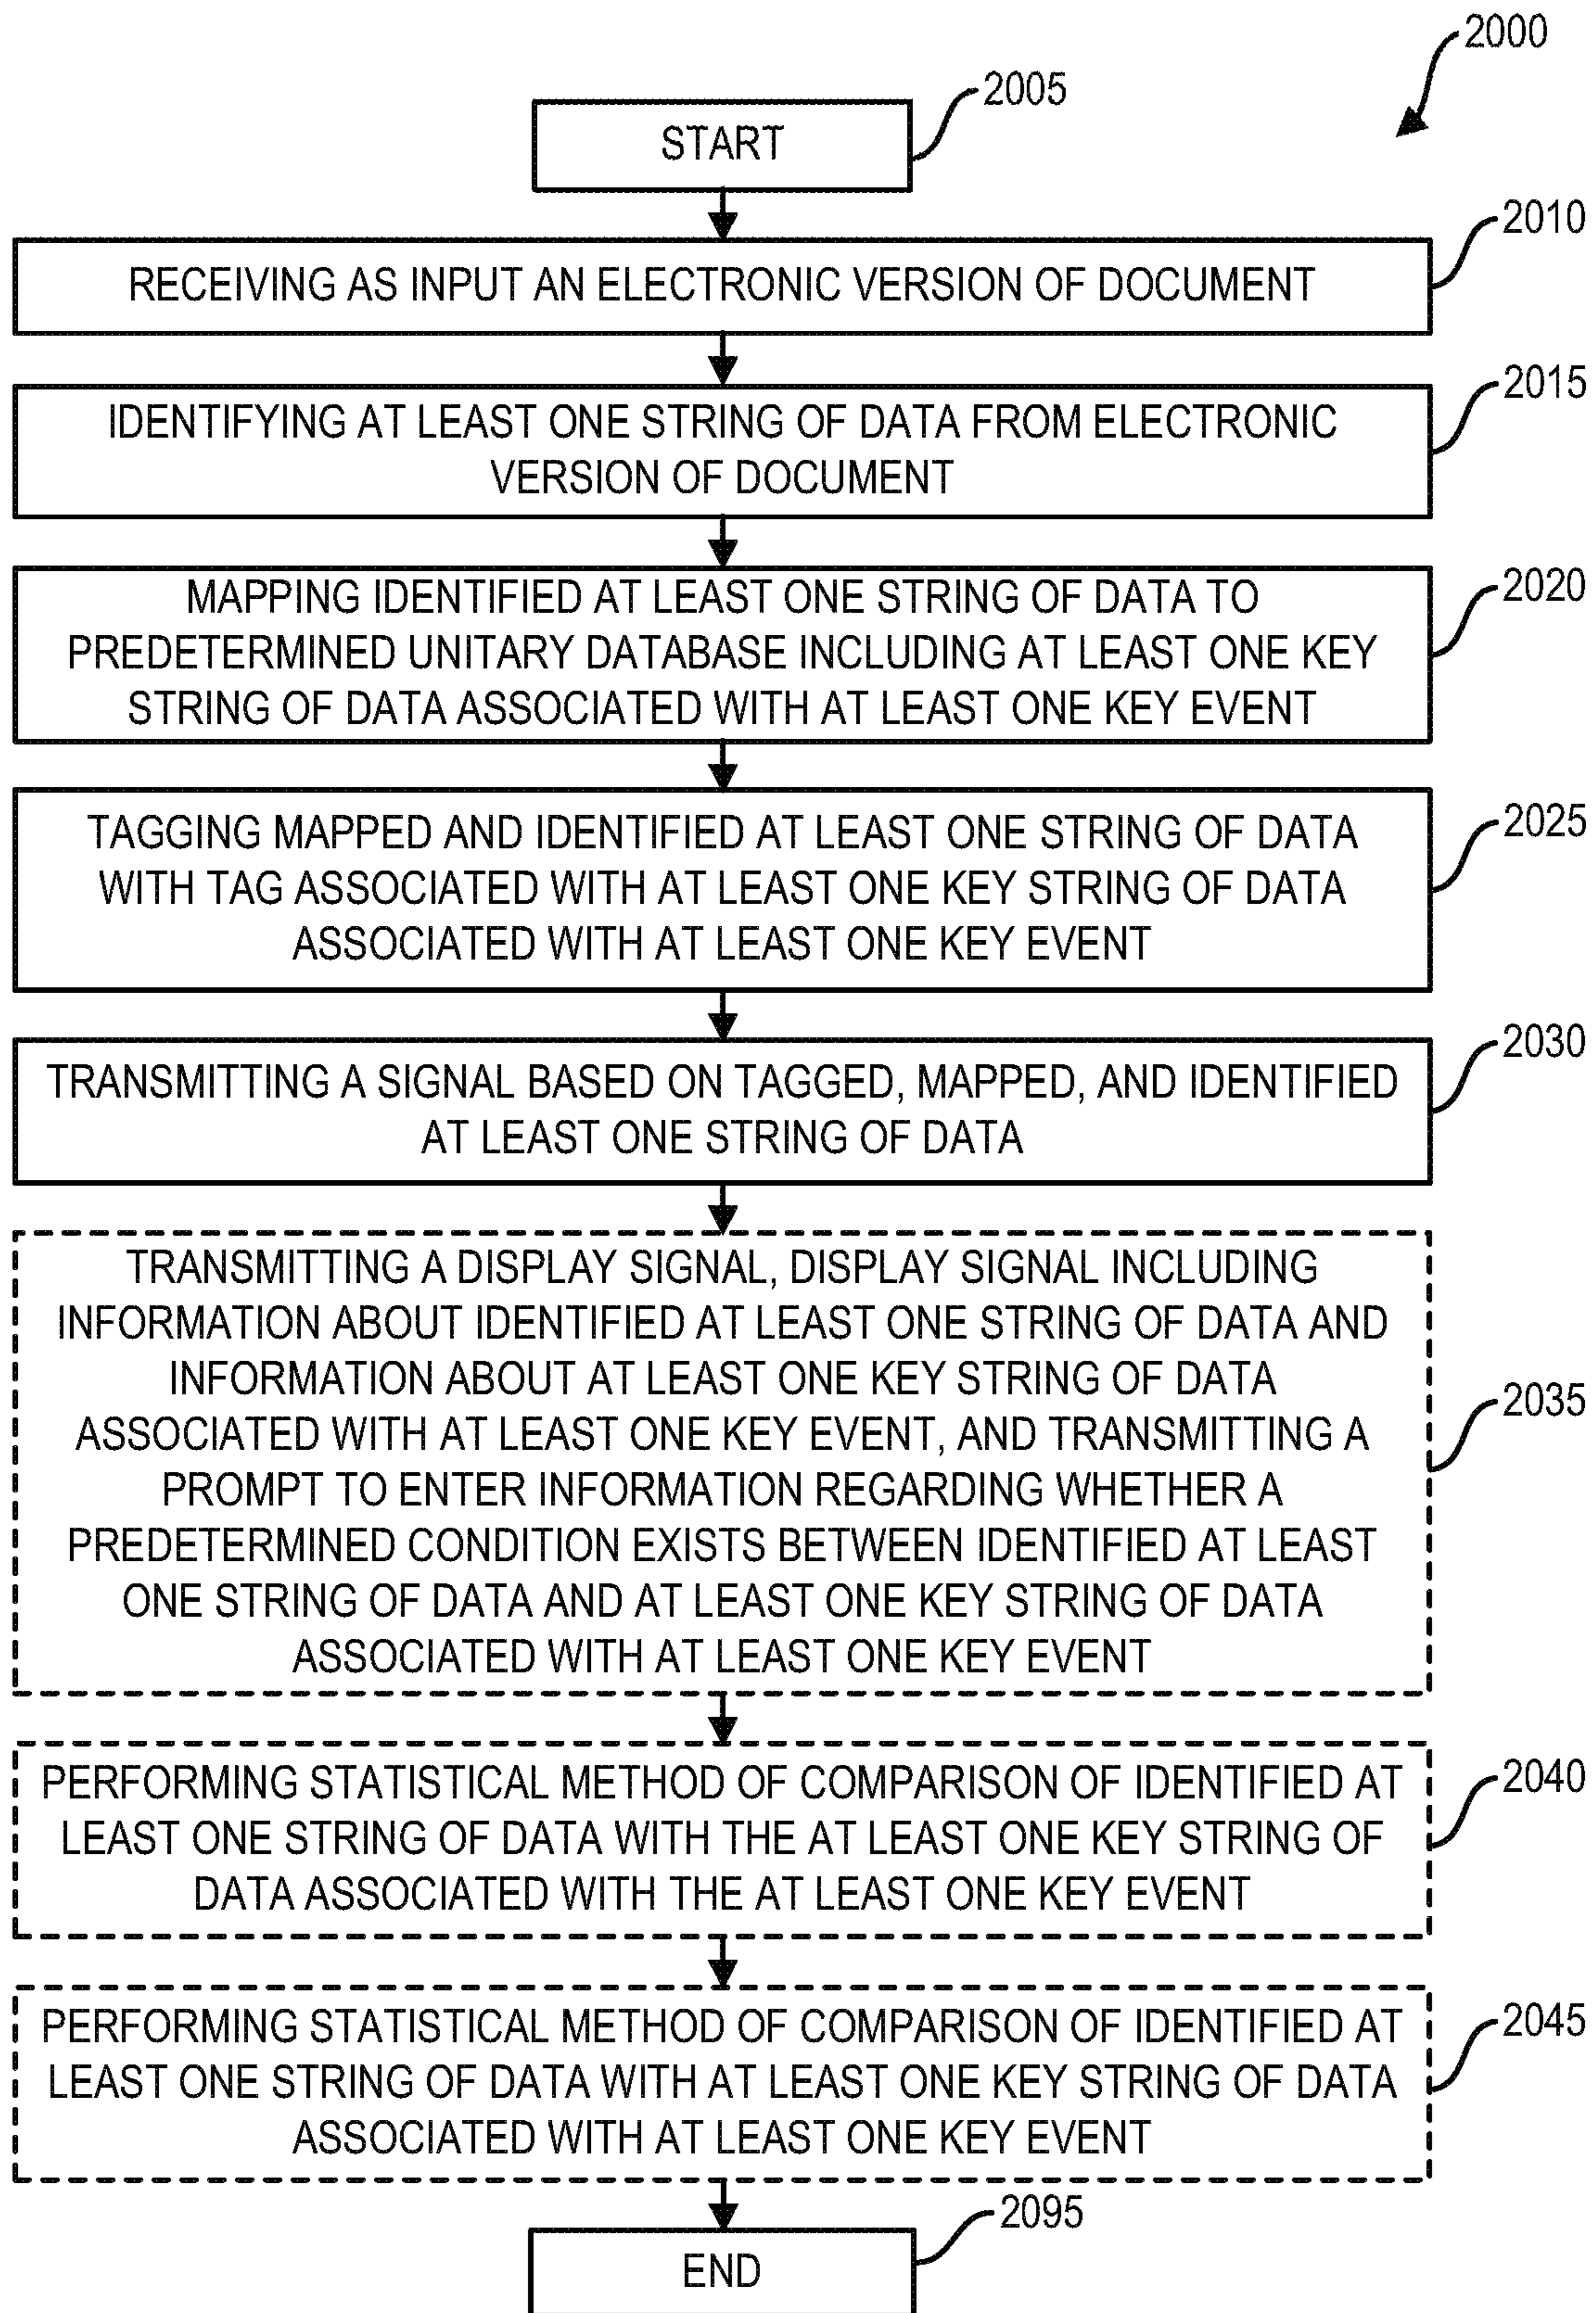 2000
2005
START
2010
RECEIVING AS INPUT AN ELECTRONIC VERSION OF DOCUMENT
2015
IDENTIFYING AT LEAST ONE STRING OF DATA FROM ELECTRONIC
VERSION OF DOCUMENT
2020
MAPPING IDENTIFIED AT LEAST ONE STRING OF DATA TO
PREDETERMINED UNITARY DATABASE INCLUDING AT LEAST ONE KEY
STRING OF DATA ASSOCIATED WITH AT LEAST ONE KEY EVENT
2025
TAGGING MAPPED AND IDENTIFIED AT LEAST ONE STRING OF DATA
WITH TAG ASSOCIATED WITH AT LEAST ONE KEY STRING OF DATA
ASSOCIATED WITH AT LEAST ONE KEY EVENT
2030
TRANSMITTING A SIGNAL BASED ON TAGGED, MAPPED, AND IDENTIFIED
AT LEAST ONE STRING OF DATA
TRANSMITTING A DISPLAY SIGNAL, DISPLAY SIGNAL INCLUDING
INFORMATION ABOUT IDENTIFIED AT LEAST ONE STRING OF DATA AND
INFORMATION ABOUT AT LEAST ONE KEY STRING OF DATA
2035
ASSOCIATED WITH AT LEAST ONE KEY EVENT, AND TRANSMITTING A
PROMPT TO ENTER INFORMATION REGARDING WHETHER A
PREDETERMINED CONDITION EXISTS BETWEEN IDENTIFIED AT LEAST
ONE STRING OF DATA AND AT LEAST ONE KEY STRING OF DATA
ASSOCIATED WITH AT LEAST ONE KEY EVENT
2040
PERFORMING STATISTICAL METHOD OF COMPARISON OF IDENTIFIED AT
LEAST ONE STRING OF DATA WITH THE AT LEAST ONE KEY STRING OF
DATA ASSOCIATED WITH THE AT LEAST ONE KEY EVENT
2045
PERFORMING STATISTICAL METHOD OF COMPARISON OF IDENTIFIED AT
LEAST ONE STRING OF DATA WITH AT LEAST ONE KEY STRING OF DATA
ASSOCIATED WITH AT LEAST ONE KEY EVENT
2095
END